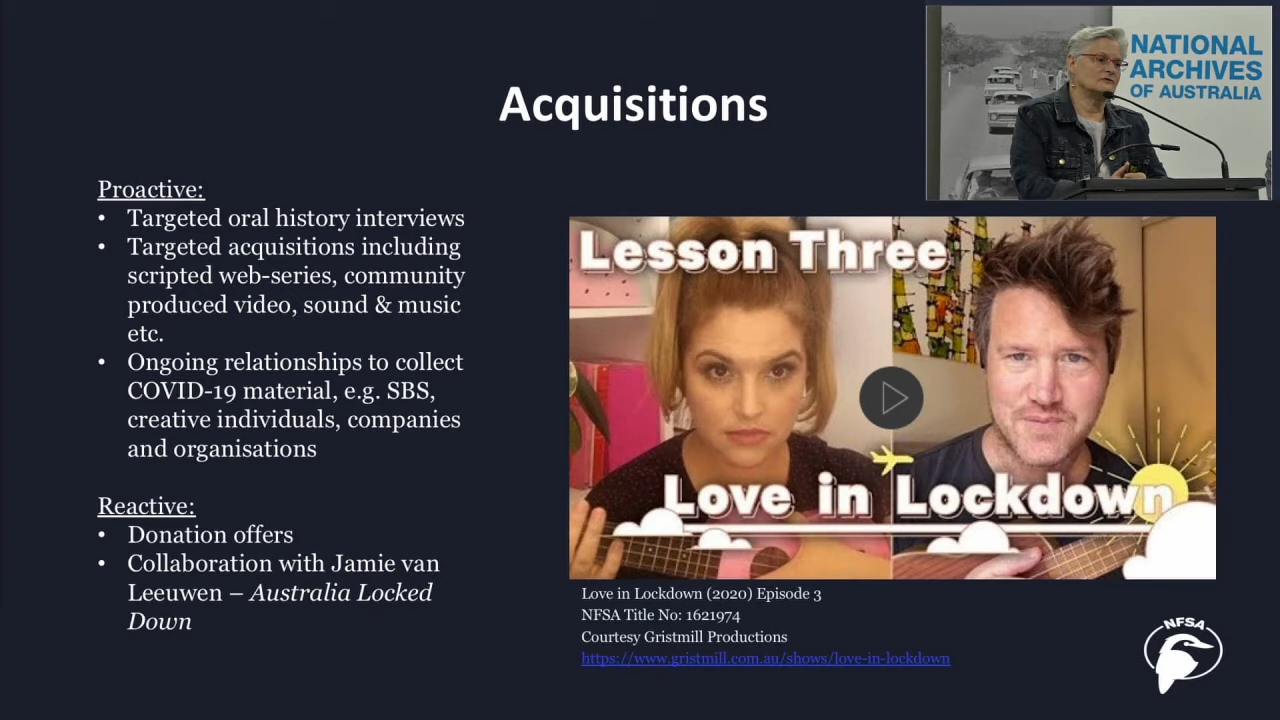 Acquisitions
NATIONAL
ARCHIVES
OF AUSTRALIA
Proactive:
• Targeted oral history interviews
• Targeted acquisitions including
scripted web-series, community
produced video, sound & music
etc.
• Ongoing relationships to collect
COVID-19 material, e.g. SBS,
creative individuals, companies
and organisations
Reactive:
• Donation offers
• Collaboration with Jamie van
Leeuwen – Australia Locked
Down
Lesson Three
Love in Lockdown
Love in Lockdown (2020) Episode 3
NFSA Title No: 1621974
Courtesy Gristmill Productions
https://www.gristmill.com.au/shows/love-in-lockdown
NFSA